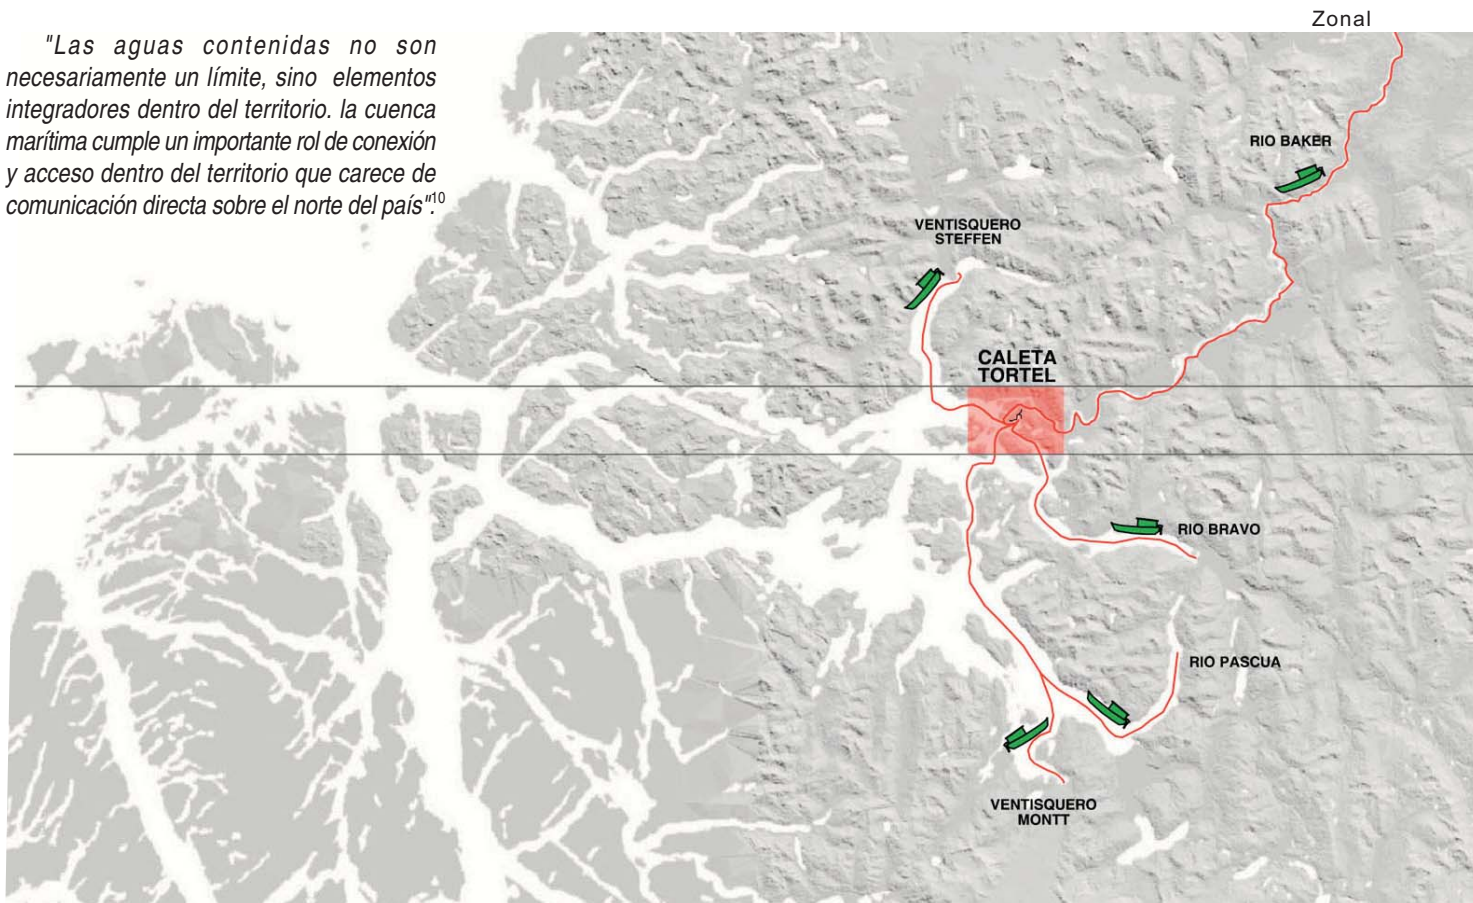 Zonal
"Las aguas contenidas no son
necesariamente un límite, sino elementos
integradores dentro del territorio. la cuenca
marítima cumple un importante rol de conexión
y acceso dentro del territorio que carece de
comunicación directa sobre el norte del país".10
RIO BAKER
VENTISQUERO
STEFFEN
CALETA
TORTEL
RIO BRAVO
RIO PASCUA
VENTISQUERO
MONTT